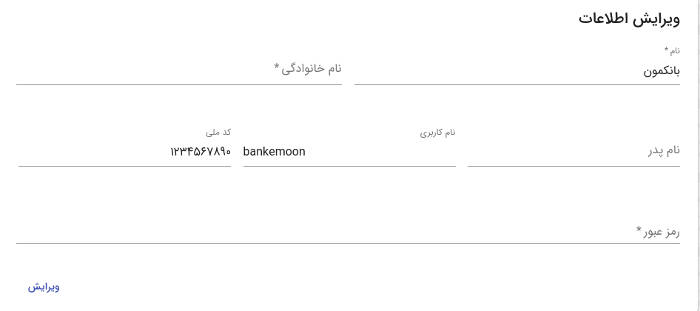 ویرایش اطلاعات
نام *
بانکمون
نام خانوادگی *
نام پدر
نام کاربری
bankemoon
کد ملی
۱۲۳۴۵۶۷۸۹۰
رمز عبور *
ویرایش